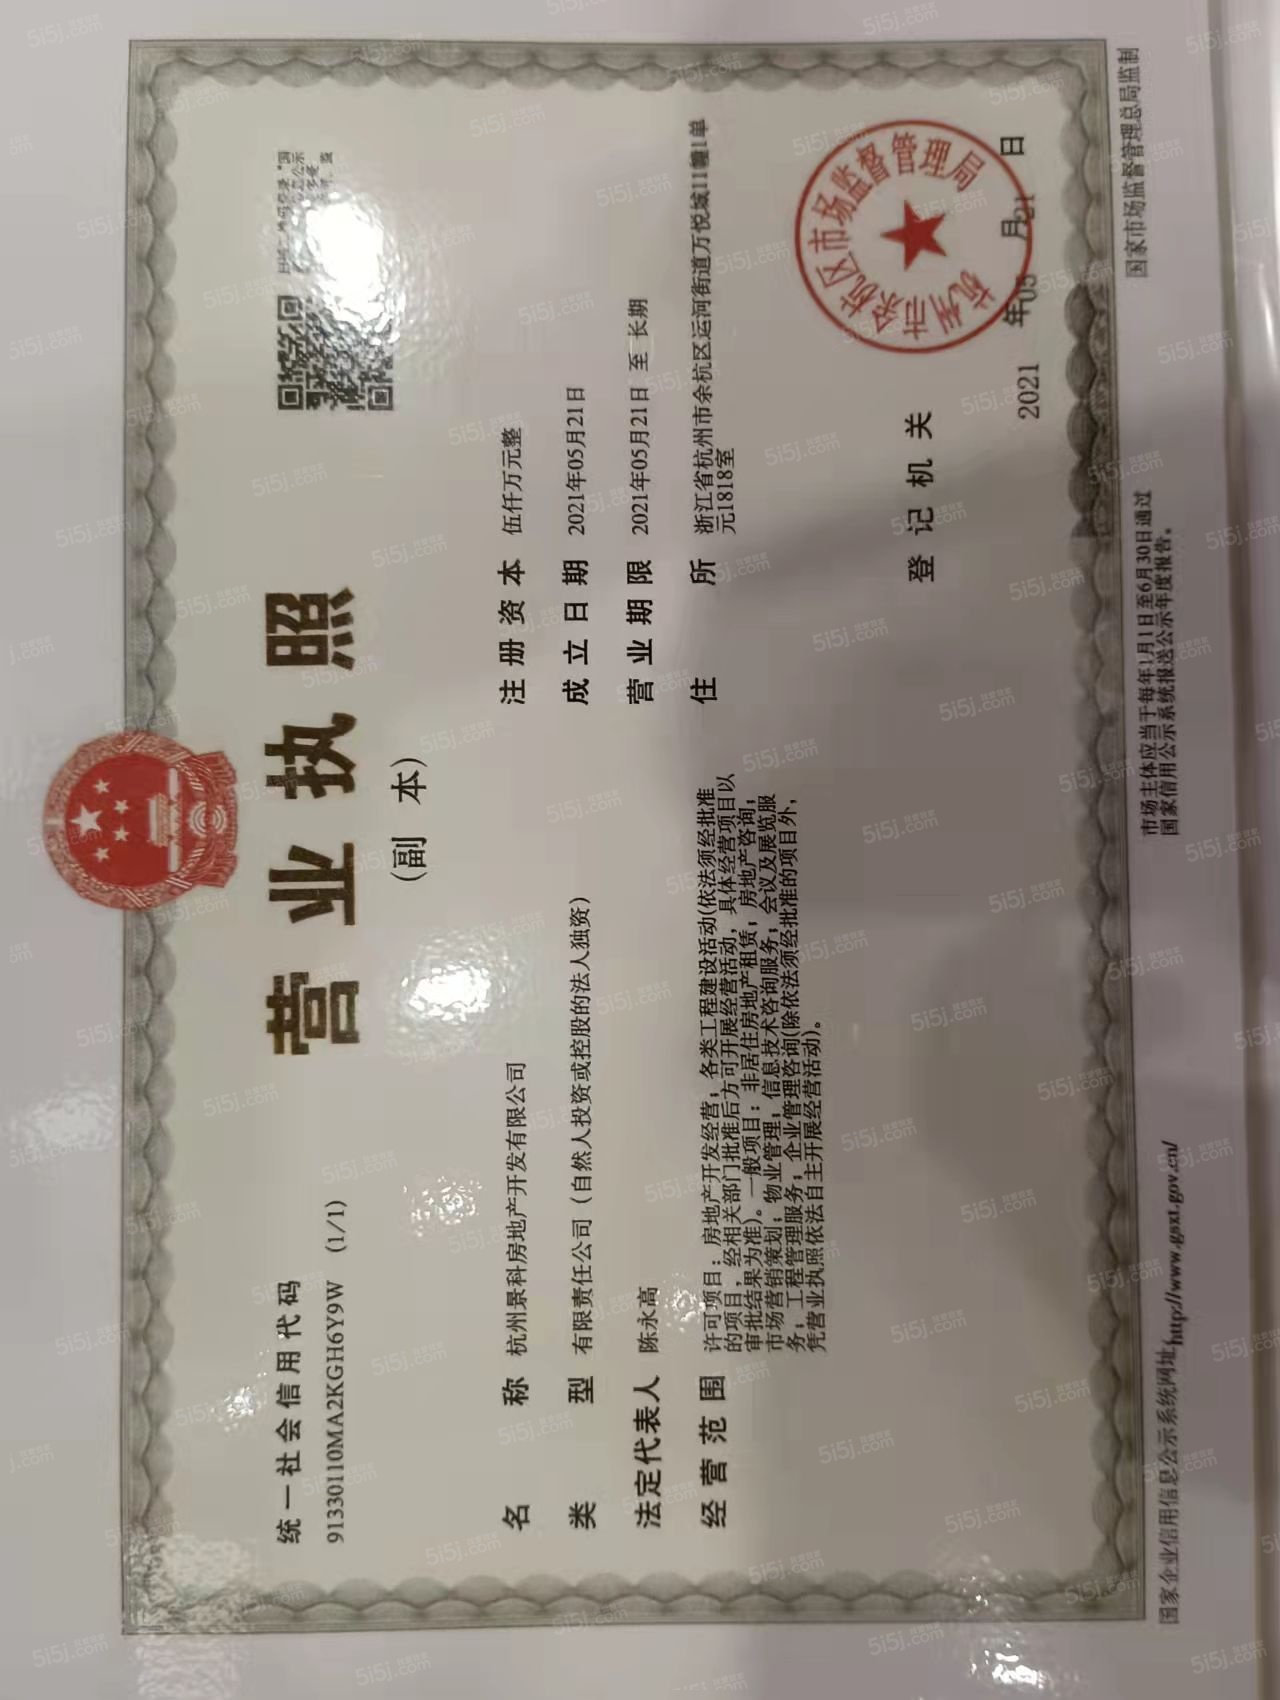 统一社会信用代码
91330110MA2KGH6Y9W (1/1)
营业执照
(副 本)
名 称 杭州景科房地产开发有限公司
类 型 有限责任公司（自然人投资或控股的法人独资）
法定代表人 陈永高
经营范围 许可项目：房地产开发经营；各类工程建设活动(依法须经批准
的项目，经相关部门批准后方可开展经营活动，具体经营项目以
审批结果为准)。一般项目：非居住房地产租赁；房地产咨询；
市场营销策划；物业管理；信息技术咨询服务；会议及展览服
务；工程管理服务；企业管理咨询(除依法须经批准的项目外，
凭营业执照依法自主开展经营活动)。
注册资本 伍仟万元整
成立日期 2021年05月21日
营业期限 2021年05月21日 至 长期
住 所 浙江省杭州市余杭区运河街道万悦城11幢1单
元1818室
登记机关
杭州市余杭区市场监督管理局
2021 年05 月21 日
国家企业信用信息公示系统网址http://www.gsxt.gov.cn/
市场主体应当于每年1月1日至6月30日通过
国家信用公示系统报送公示年度报告。
国家市场监督管理总局监制
5i5j.com 我爱我家